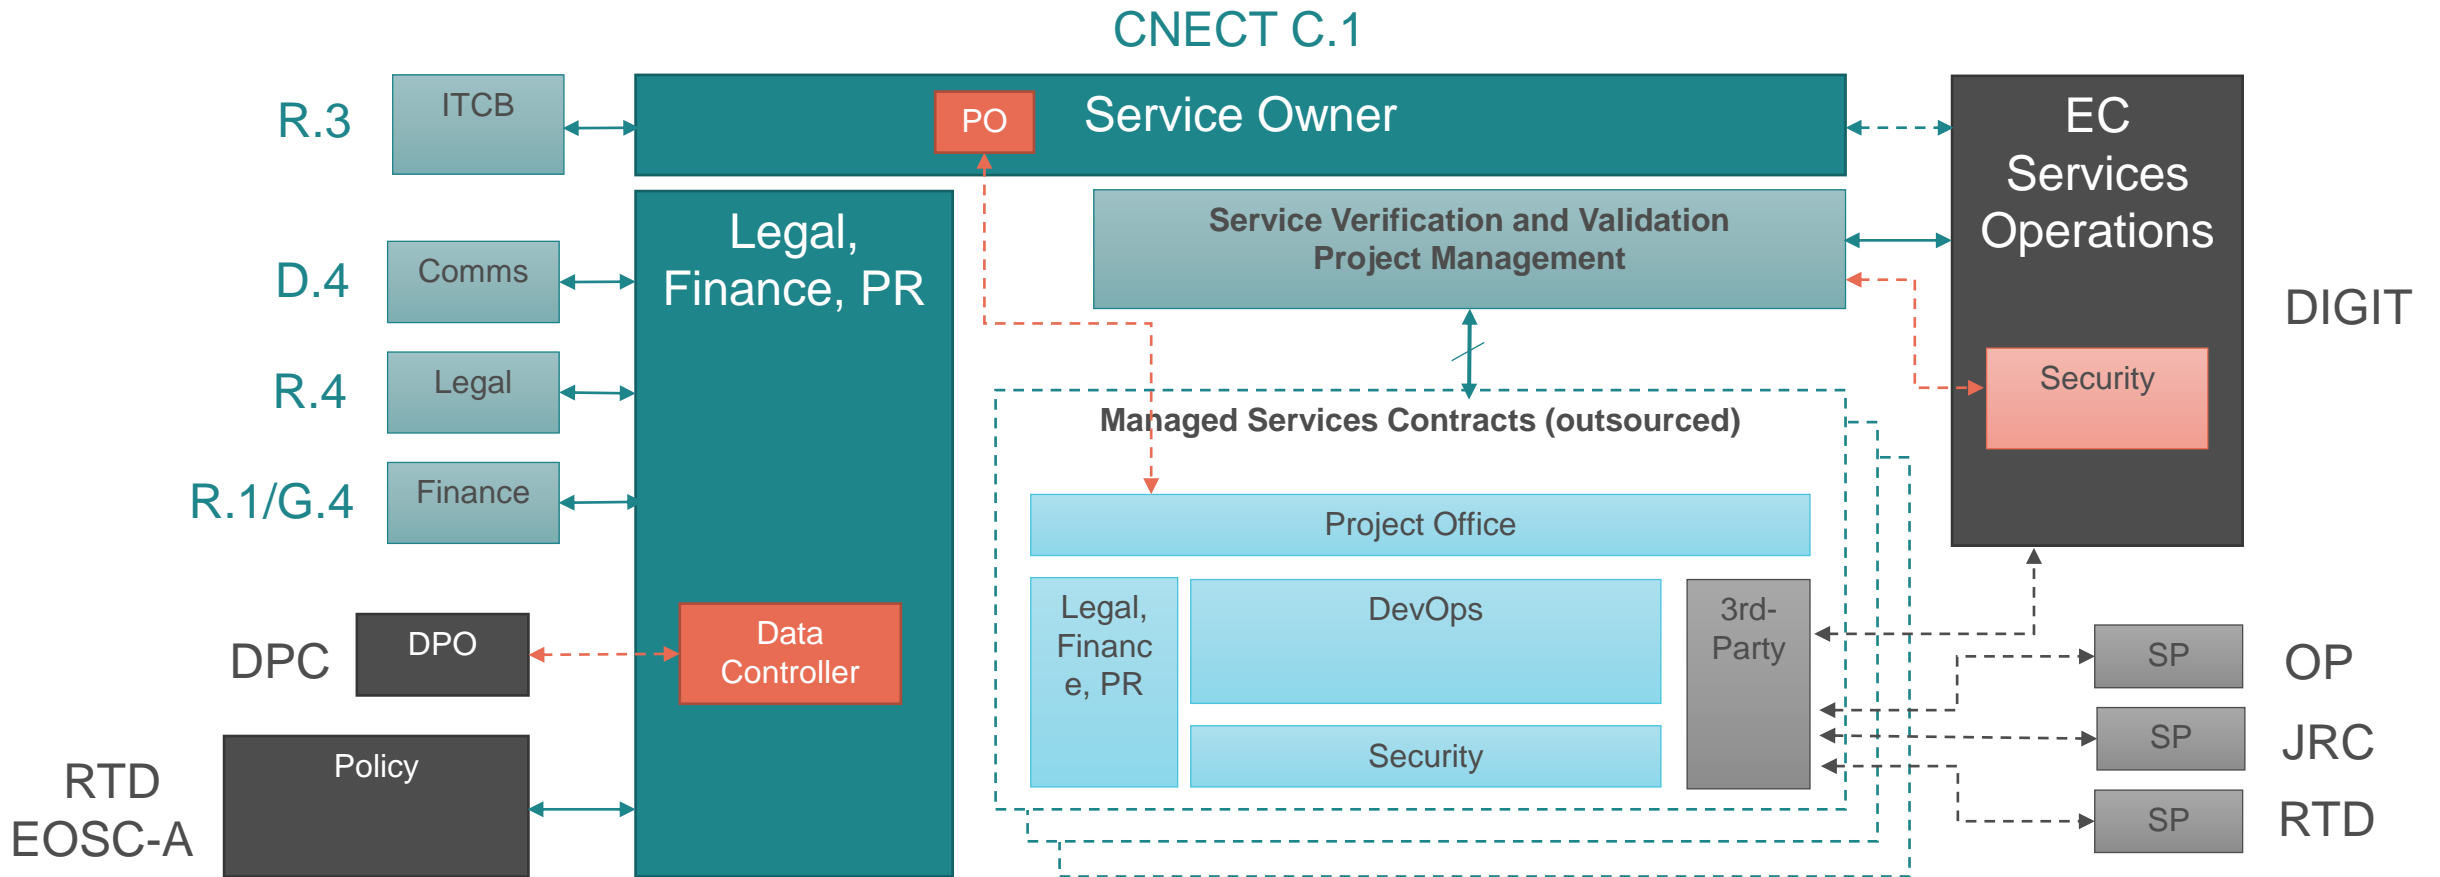 CNECT C.1
R.3
ITCB
PO
Service Owner
EC
Services
Operations
Legal,
Finance, PR
Service Verification and Validation
Project Management
D.4
Comms
DIGIT
R.4
Legal
Security
Managed Services Contracts (outsourced)
R.1/G.4
Finance
Project Office
Legal,
Financ
e, PR
DevOps
3rd-
Party
DPC
DPO
Data
Controller
SP
OP
RTD
EOSC-A
Policy
Security
SP
JRC
SP
RTD